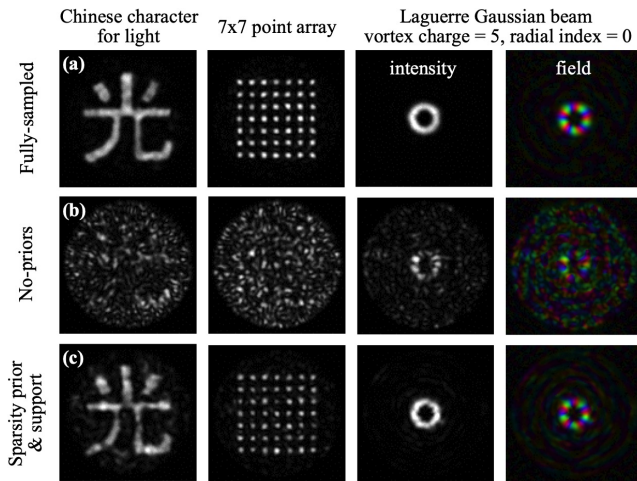 Chinese character
for light
7x7 point array
Laguerre Gaussian beam
vortex charge = 5, radial index = 0
Fully-sampled
(a)
光
intensity
field
No-priors
(b)
Sparsity prior
& support
(c)
光